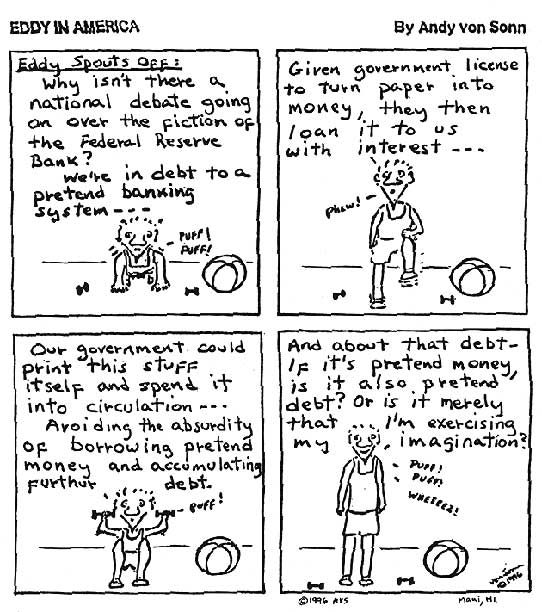 EDDY IN AMERICA
By Andy von Sonn
Eddy Spouts Off:
Why isn't there a
national debate going
on over the fiction of
the Federal Reserve
Bank?
We're in debt to a
pretend banking
system---
PUFF!
PUFF!
Given government license
to turn paper into
money, they then
loan it to us
with interest ---
phew!
Our government could
print this stuff
itself and spend it
into circulation ---
Avoiding the absurdity
of borrowing pretend
money and accumulating
furthur debt.
PUFF!
And about that debt-
If it's pretend money,
is it also pretend
debt? Or is it merely
that I'm exercising
my imagination?
PUFF!
PUFF!
WHEEEZ!
©1996
©1996 AVS
Maui, HI